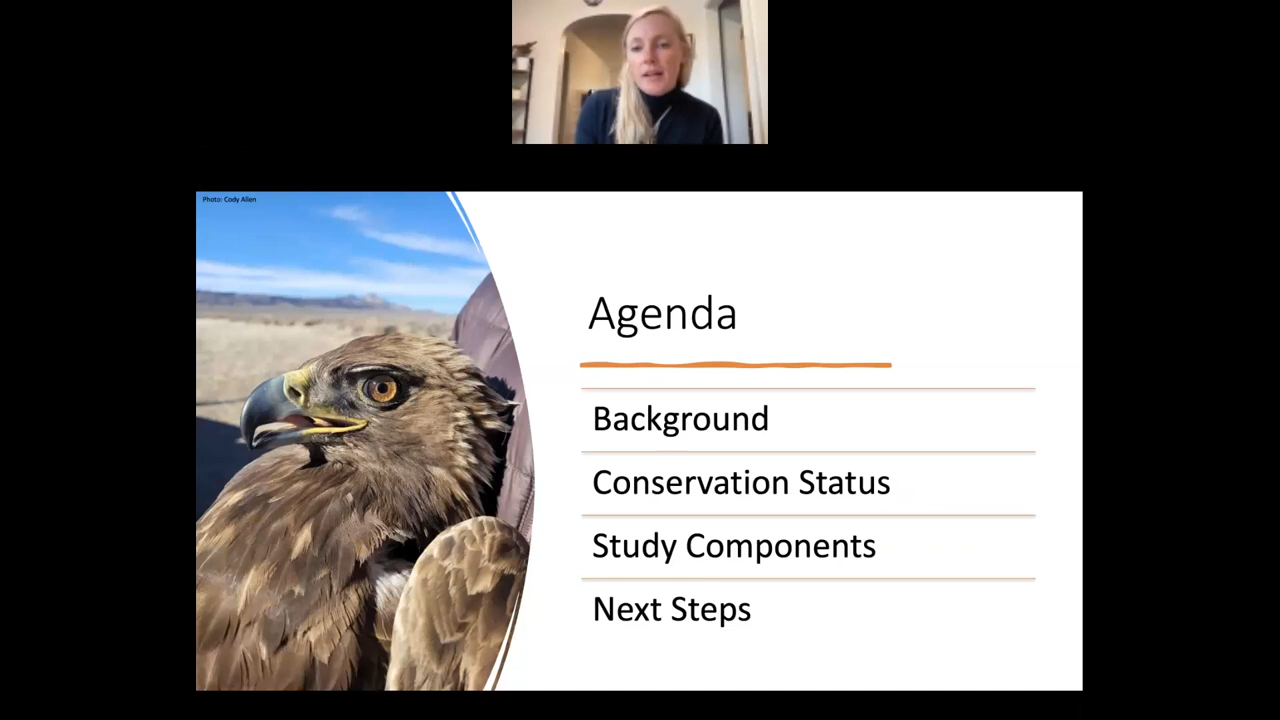 Photo: Cody Allen
Agenda
Background
Conservation Status
Study Components
Next Steps